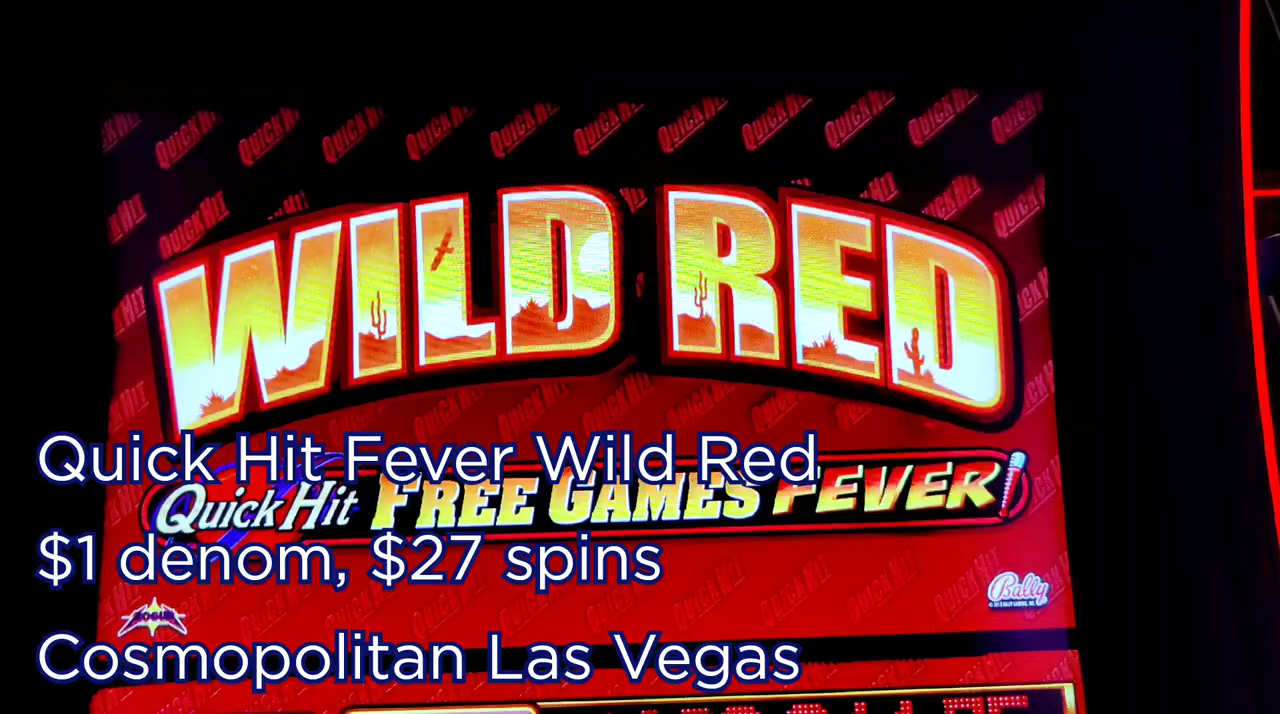 WILD RED
Quick Hit Fever Wild Red
Quick Hit FREE GAMES FEVER
$1 denom, $27 spins
Bally
Cosmopolitan Las Vegas